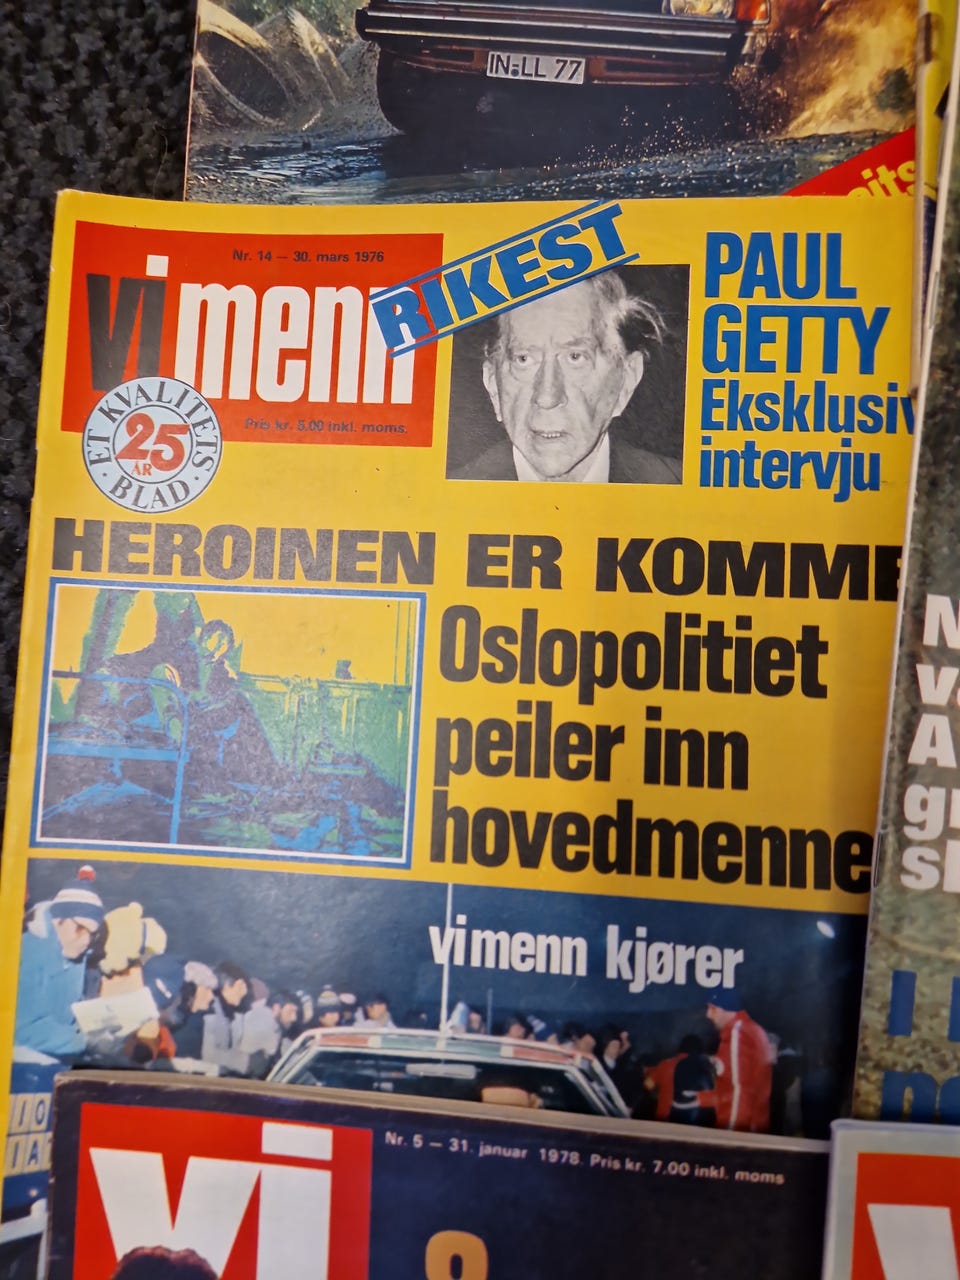 IN-LL 77
Nr. 14 — 30. mars 1976
vi menn
Pris kr. 5.00 inkl. moms.
ET KVALITETS
25
ÅR
BLAD
RIKEST
PAUL
GETTY
Eksklusiv
intervju
HEROINEN ER KOMME
Oslopolitiet
peiler inn
hovedmenne
vi menn kjører
Nr. 5 — 31. januar 1978. Pris kr. 7,00 inkl. moms
vi